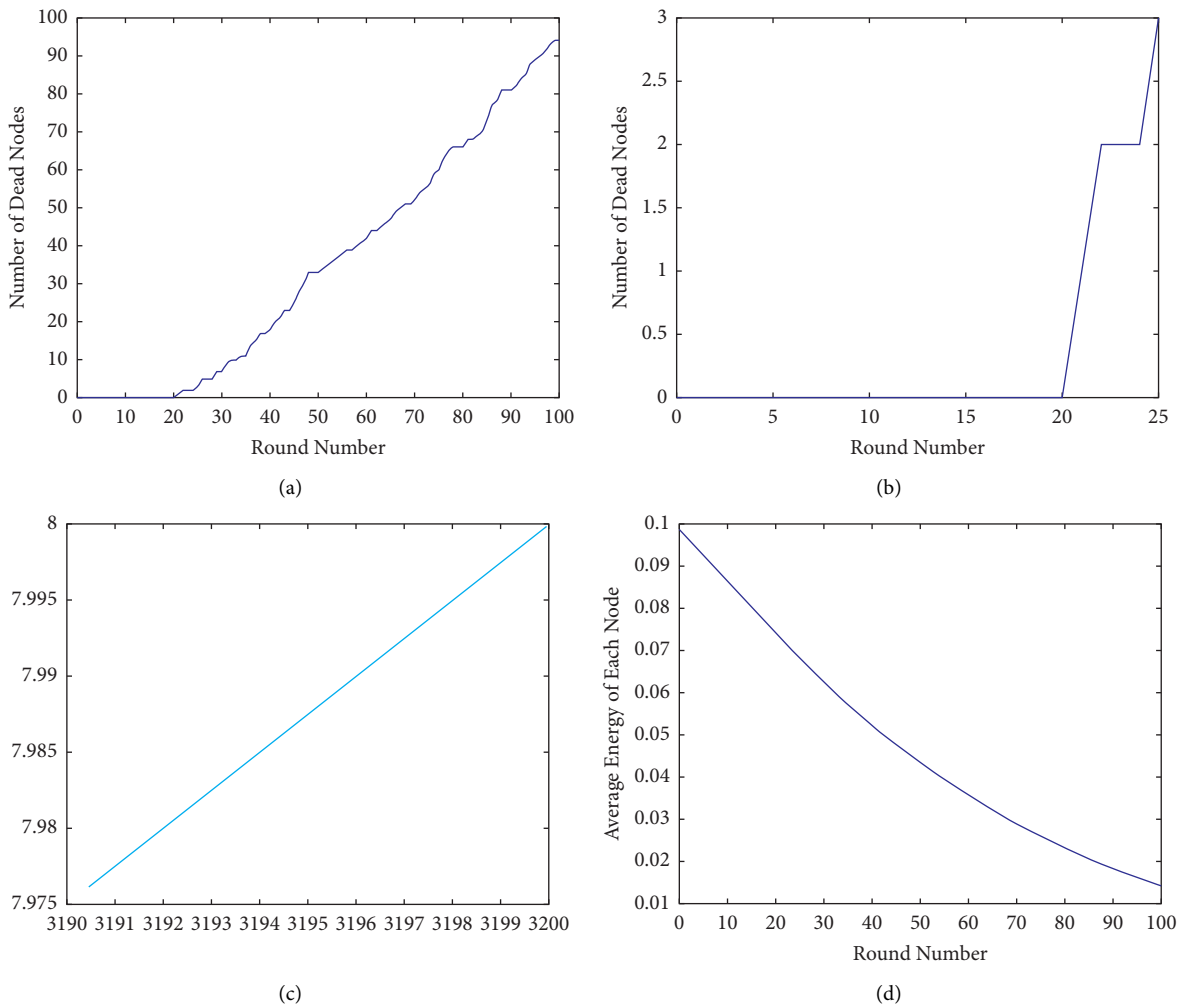 100
90
80
70
60
50
40
30
20
10
0
Number of Dead Nodes
0 10 20 30 40 50 60 70 80 90 100
Round Number
(a)
3
2.5
2
1.5
1
0.5
0
Number of Dead Nodes
0 5 10 15 20 25
Round Number
(b)
8
7.995
7.99
7.985
7.98
7.975
3190 3191 3192 3193 3194 3195 3196 3197 3198 3199 3200
(c)
0.1
0.09
0.08
0.07
0.06
0.05
0.04
0.03
0.02
0.01
Average Energy of Each Node
0 10 20 30 40 50 60 70 80 90 100
Round Number
(d)